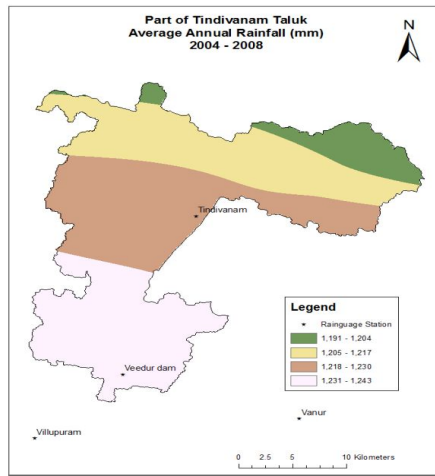 Part of Tindivanam Taluk
Average Annual Rainfall (mm)
2004 - 2008
N
Tindivanam
Legend
Rainguage Station
1,191 - 1,204
1,205 - 1,217
1,218 - 1,230
1,231 - 1,243
Veedur dam
Vanur
Villupuram
0 2.5 5 10 Kilometers